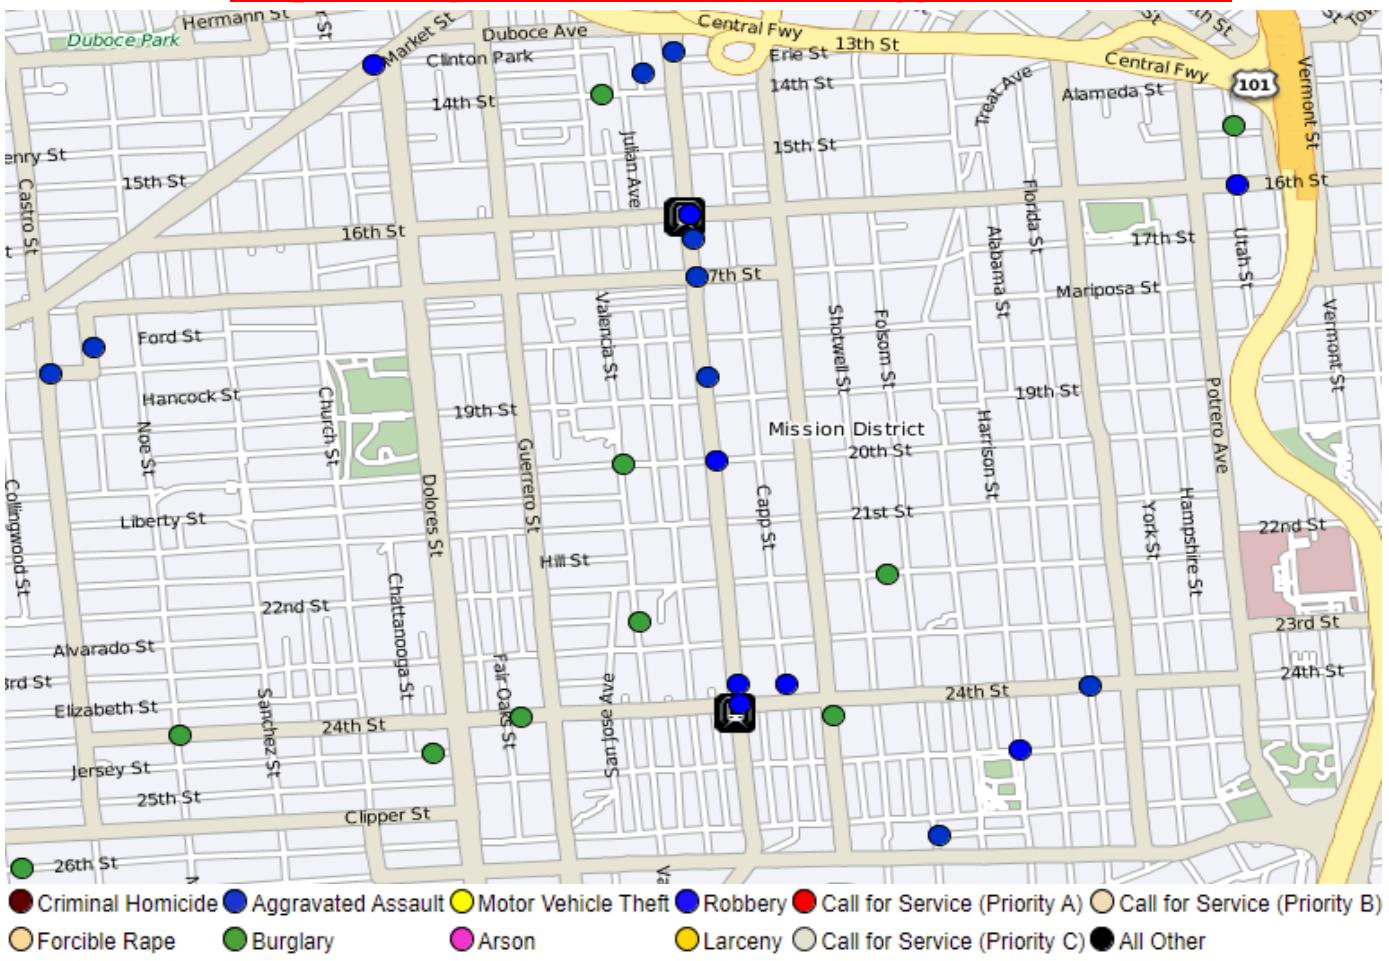 Hermann St
Market St
Duboce Ave
Central Fwy
13th St
Erie St
Duboce Park
Clinton Park
14th St
14th St
Treat Ave
Alameda St
Central Fwy
101
Vermont St
15th St
Julian Ave
15th St
Castro St
16th St
16th St
Florida St
17th St
Utah St
Alabama St
7th St
Mariposa St
Ford St
Valencia St
Shotwell St
Folsom St
Vermont St
Hancock St
Church St
19th St
19th St
Potrero Ave
Noe St
Guerrero St
Mission District
20th St
Harrison St
Collingwood St
Liberty St
Dolores St
Capp St
21st St
York St
Hampshire St
22nd St
Hill St
22nd St
Chattanooga St
23rd St
Alvarado St
3rd St
Elizabeth St
Sanchez St
24th St
Fair Oaks St
San Jose Ave
24th St
24th St
Jersey St
25th St
Clipper St
26th St
Criminal Homicide Aggravated Assault Motor Vehicle Theft Robbery Call for Service (Priority A) Call for Service (Priority B)
Forcible Rape Burglary Arson Larceny Call for Service (Priority C) All Other